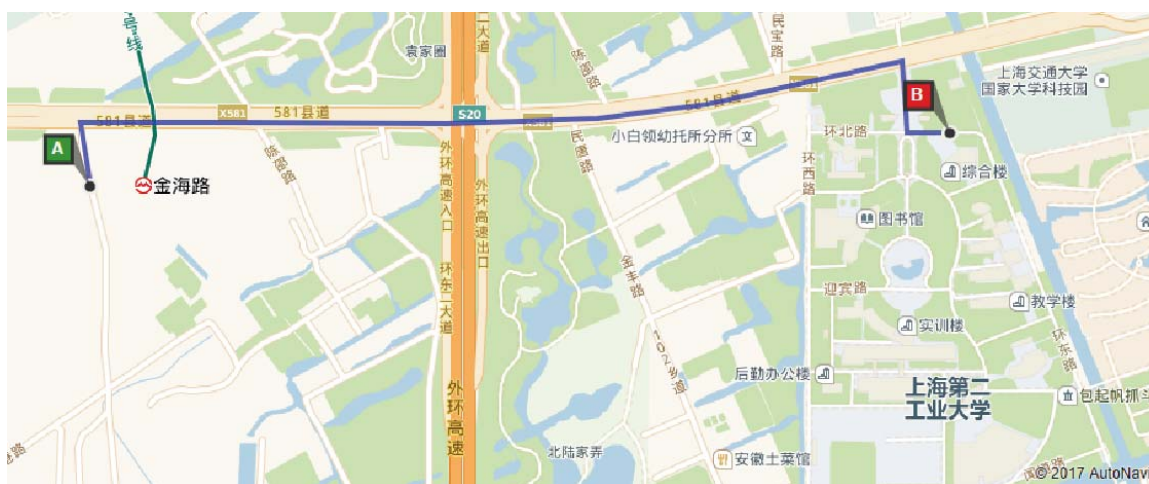 号线
二大道
民宝路
袁家圈
陈富路
B
上海交通大学
国家大学科技园
581县道
X581
581县道
S20
581县道
A
金海路
陈富路
外环高速入口
外环高速出口
民富路
小白领幼托所分所
环北路
环西路
综合楼
图书馆
金丰路
环东二大道
迎宾路
教学楼
实训楼
102乡道
环东路
后勤办公楼
外环高速
上海第二
工业大学
包起帆抓斗
北陆家弄
安徽土菜馆
© 2017 AutoNavi